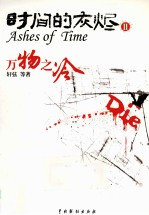 时间的灰烬 II
Ashes of Time
万物之冷
轩弦 等著
Die
中国戏剧出版社